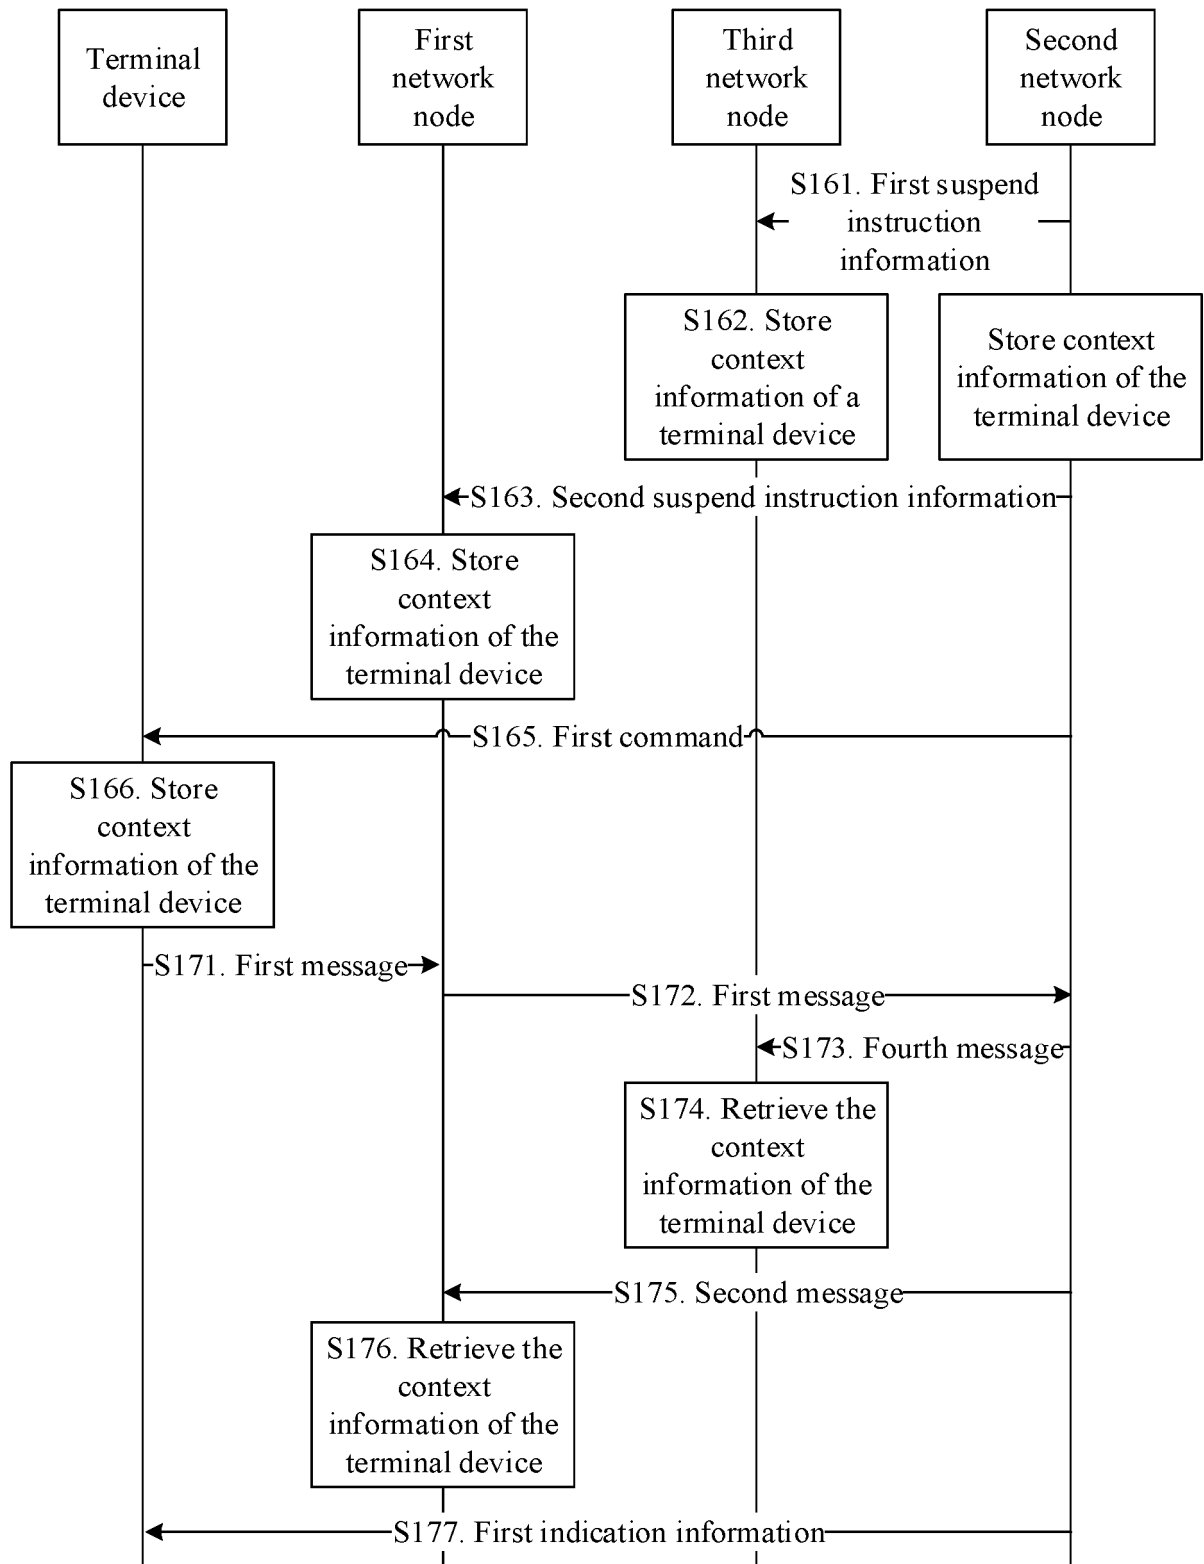 Terminal
device
First
network
node
Third
network
node
Second
network
node
S161. First suspend
instruction
information
S162. Store
context
information of a
terminal device
Store context
information of the
terminal device
S163. Second suspend instruction information
S164. Store
context
information of the
terminal device
S165. First command
S166. Store
context
information of the
terminal device
S171. First message
S172. First message
S173. Fourth message
S174. Retrieve the
context
information of the
terminal device
S175. Second message
S176. Retrieve the
context
information of the
terminal device
S177. First indication information